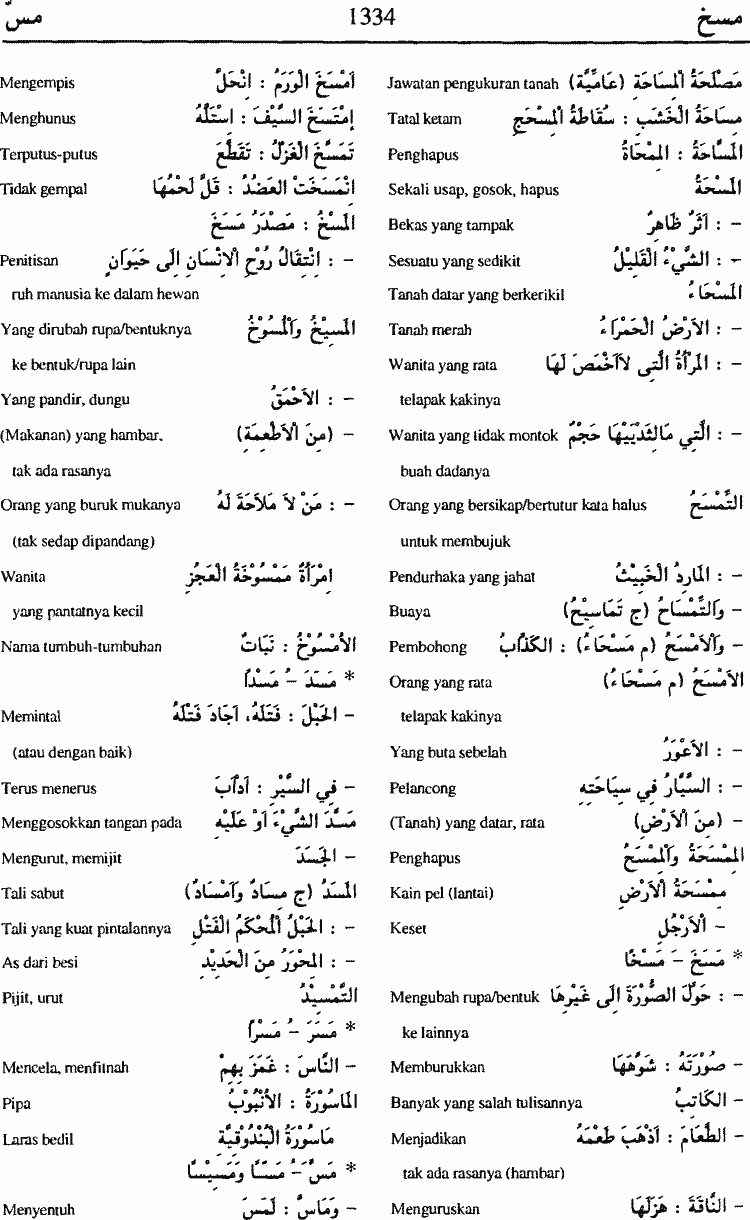 مسخ 1334 مسّ
مَصْلَحَةُ الْمِسَاحَةِ (عَامِّيَّة) Jawatan pengukuran tanah
مِسَاحَةُ الْخَشَبِ : سُقَاطَةُ الْمِسْحَجِ Tatal ketam
الْمَسَّاحَةُ : الْمِمْحَاةُ Penghapus
الْمَسْحَةُ Sekali usap, gosok, hapus
– : اَثَرٌ ظَاهِرٌ Bekas yang tampak
– : الشَّيْءُ الْقَلِيْلُ Sesuatu yang sedikit
الْمَسْحَاءُ Tanah datar yang berkerikil
– : الاَرْضُ الْحَمْرَاءُ Tanah merah
– : الْمَرْأَةُ الَّتِى لاَاَخْمَصَ لَهَا Wanita yang rata
telapak kakinya
– : الَّتِي مَالِثَدْيَيْهَا حَجْمٌ Wanita yang tidak montok
buah dadanya
التِّمْسَحُ Orang yang bersikap/bertutur kata halus
untuk membujuk
– : الْمَارِدُ الْخَبِيْثُ Pendurhaka yang jahat
– وَالتِّمْسَاحُ (ج تَمَاسِيْحُ) Buaya
– وَالْاَمْسَحُ (م مَسْحَاءُ) : الْكَذَّابُ Pembohong
الاَمْسَحُ (م مَسْحَاءُ) Orang yang rata
telapak kakinya
– : الاَعْوَرُ Yang buta sebelah
– : السَّيَّارُ فِي سِيَاحَتِهِ Pelancong
– (مِنَ الْاَرْضِ) (Tanah) yang datar, rata
الْمِمْسَحَةُ وَالْمِمْسَحُ Penghapus
مِمْسَحَةُ الْاَرْضِ Kain pel (lantai)
– الْاَرْجُلِ Keset
* مَسَخَ – مَسْخًا
– : حَوَّلَ الصُّوْرَةَ اِلَى غَيْرِهَا Mengubah rupa/bentuk
ke lainnya
– صُوْرَتَهُ : شَوَّهَهَا Memburukkan
– الْكَاتِبُ Banyak yang salah tulisannya
– الطَّعَامَ : اَذْهَبَ طَعْمَهُ Menjadikan
tak ada rasanya (hambar)
– النَّاقَةَ : هَزَلَهَا Menguruskan
اَمْسَخَ الْوَرَمُ : انْحَلَّ Mengempis
اِمْتَسَخَ السَّيْفَ : اسْتَلَّهُ Menghunus
تَمَسَّخَ الْغَزْلُ : تَقَطَّعَ Terputus-putus
انْمَسَخَتْ الْعَضُدُ : قَلَّ لَحْمُهَا Tidak gempal
الْمَسْخُ : مَصْدَرُ مَسَخَ
– : انْتِقَالُ رُوْحِ الْاِنْسَانِ اِلَى حَيَوَانٍ Penitisan
ruh manusia ke dalam hewan
الْمَسِيْخُ وَالْمَمْسُوْخُ Yang dirubah rupa/bentuknya
ke bentuk/rupa lain
– : الاَحْمَقُ Yang pandir, dungu
– (مِنَ الْاَطْعِمَةِ) (Makanan) yang hambar,
tak ada rasanya
– : مَنْ لاَ مَلاَحَةَ لَهُ Orang yang buruk mukanya
(tak sedap dipandang)
امْرَأَةٌ مَمْسُوْخَةُ الْعَجُزِ Wanita
yang pantatnya kecil
الاُمْسُوْخُ : نَبَاتٌ Nama tumbuh-tumbuhan
* مَسَدَ – مَسْدًا
– الْحَبْلَ : فَتَلَهُ، اَجَادَ فَتْلَهُ Memintal
(atau dengan baik)
– فِي السَّيْرِ : اَدْأَبَ Terus menerus
مَسَّدَ الشَّيْءَ اَوْ عَلَيْهِ Menggosokkan tangan pada
– الْجَسَدَ Mengurut, memijit
الْمَسَدُ (ج مِسَادٌ وَاَمْسَادٌ) Tali sabut
– : الْحَبْلُ الْمُحْكَمُ الْفَتْلِ Tali yang kuat pintalannya
– : الْمِحْوَرُ مِنَ الْحَدِيْدِ As dari besi
التَّمْسِيْدُ Pijit, urut
* مَسَرَ – مَسْرًا
– النَّاسَ : غَمَزَ بِهِمْ Mencela, menfitnah
الْمَاسُوْرَةُ : الاُنْبُوْبُ Pipa
مَاسُوْرَةُ الْبُنْدُوْقِيَّةِ Laras bedil
* مَسَّ – مَسًّا وَمَسِيْسًا
– وَمَاسَّ : لَمَسَ Menyentuh